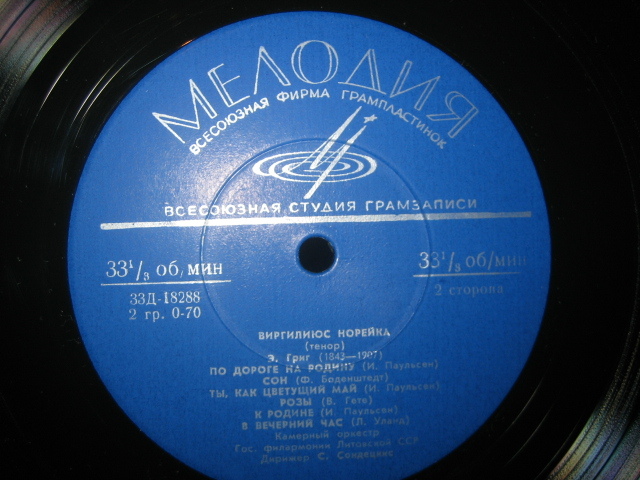 МЕЛОДИЯ
ВСЕСОЮЗНАЯ ФИРМА ГРАМПЛАСТИНОК
ВСЕСОЮЗНАЯ СТУДИЯ ГРАМЗАПИСИ
33¹/₃ об/мин
33¹/₃ об/мин
33Д-18288
2 гр. 0-70
2 сторона
ВИРГИЛИЮС НОРЕЙКА
(тенор)
Э. Григ (1843—1907)
ПО ДОРОГЕ НА РОДИНУ (И. Паульсен)
СОН (Ф. Боденштедт)
ТЫ, КАК ЦВЕТУЩИЙ МАЙ (И. Паульсен)
РОЗЫ (В. Гете)
К РОДИНЕ (И. Паульсен)
В ВЕЧЕРНИЙ ЧАС (Л. Уланд)
Камерный оркестр
Гос. филармонии Литовской ССР
Дирижер С. Сондецкис